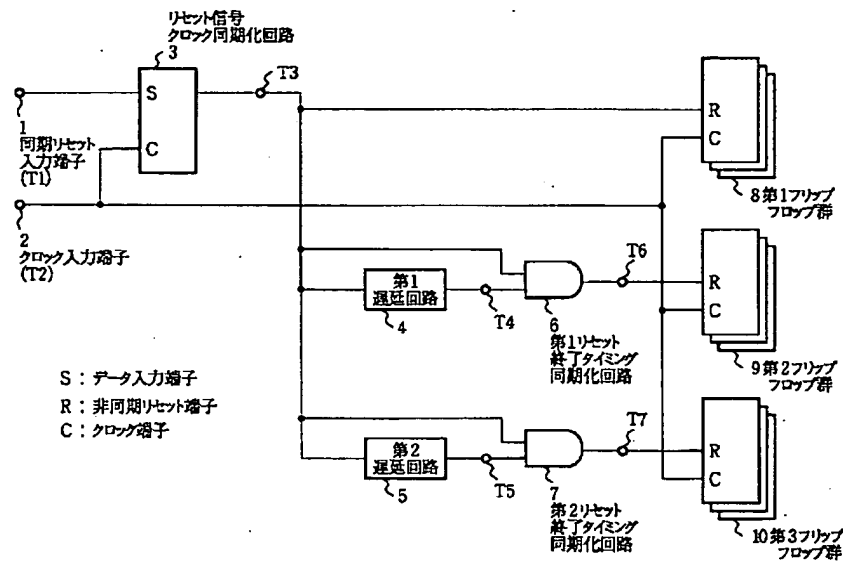 リセット信号
クロック同期化回路
3
S
C
T3
1
同期リセット
入力端子
(T1)
2
クロック入力端子
(T2)
R
C
8第1フリップ
フロップ群
第1
遅延回路
4
T4
6
第1リセット
終了タイミング
同期化回路
T6
R
C
9第2フリップ
フロップ群
S：データ入力端子
R：非同期リセット端子
C：クロッグ端子
第2
遅延回路
5
T5
7
第2リセット
終了タイミング
同期化回路
T7
R
C
10第3フリップ
フロップ群